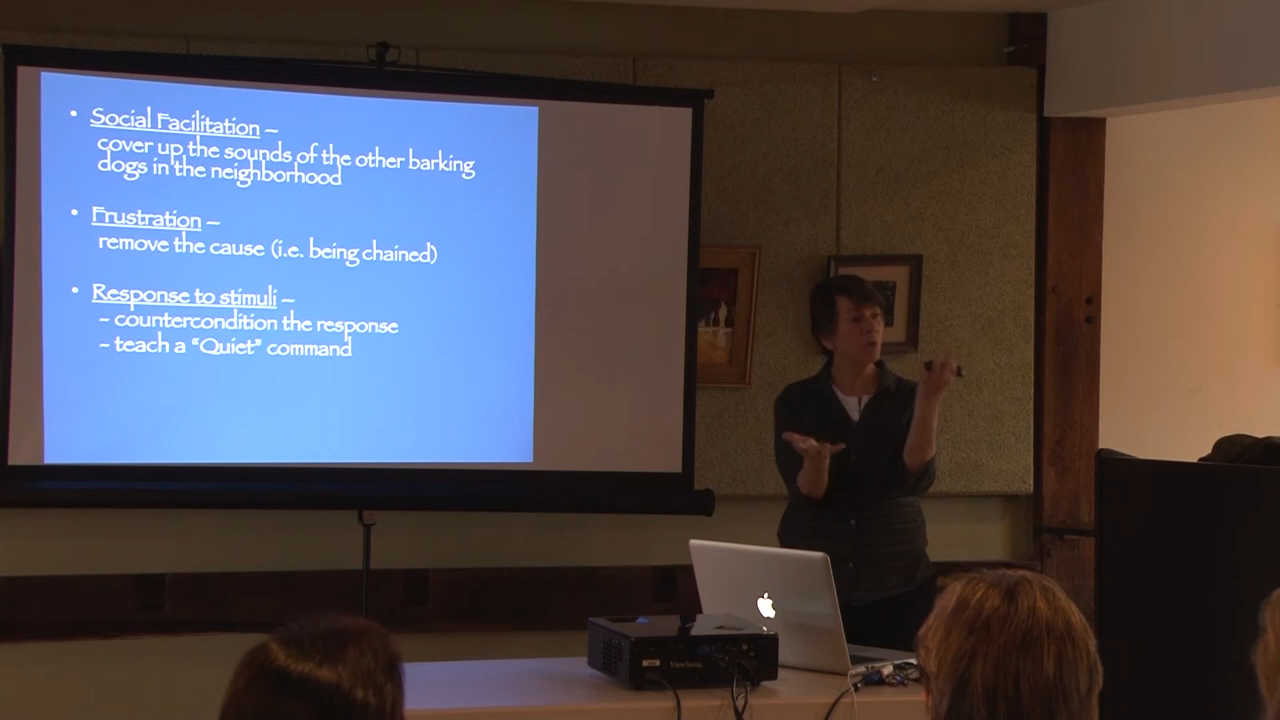 • Social Facilitation –
cover up the sounds of the other barking
dogs in the neighborhood
• Frustration –
remove the cause (i.e. being chained)
• Response to stimuli –
- countercondition the response
- teach a “Quiet” command
ViewSonic